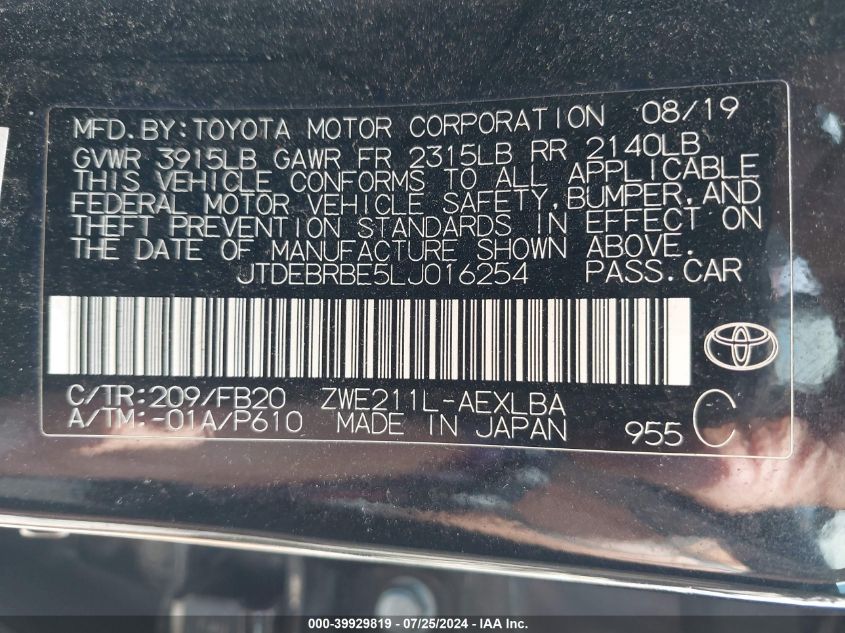 MFD.BY:TOYOTA MOTOR CORPORATION 08/19
GVWR 3915LB GAWR FR 2315LB RR 2140LB
THIS VEHICLE CONFORMS TO ALL APPLICABLE
FEDERAL MOTOR VEHICLE SAFETY,BUMPER,AND
THEFT PREVENTION STANDARDS IN EFFECT ON
THE DATE OF MANUFACTURE SHOWN ABOVE.
JTDEBRBE5LJ016254 PASS.CAR
C/TR:209/FB20 ZWE211L-AEXLBA
A/TM:-01A/P610 MADE IN JAPAN 955 C
000-39929819 - 07/25/2024 - IAA Inc.